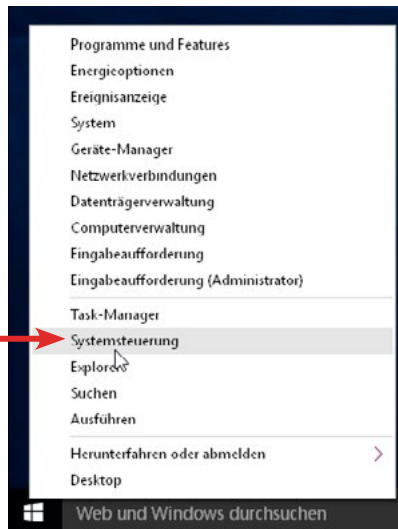 Programme und Features
Energieoptionen
Ereignisanzeige
System
Geräte-Manager
Netzwerkverbindungen
Datenträgerverwaltung
Computerverwaltung
Eingabeaufforderung
Eingabeaufforderung (Administrator)
Task-Manager
Systemsteuerung
Explorer
Suchen
Ausführen
Herunterfahren oder abmelden
Desktop
Web und Windows durchsuchen